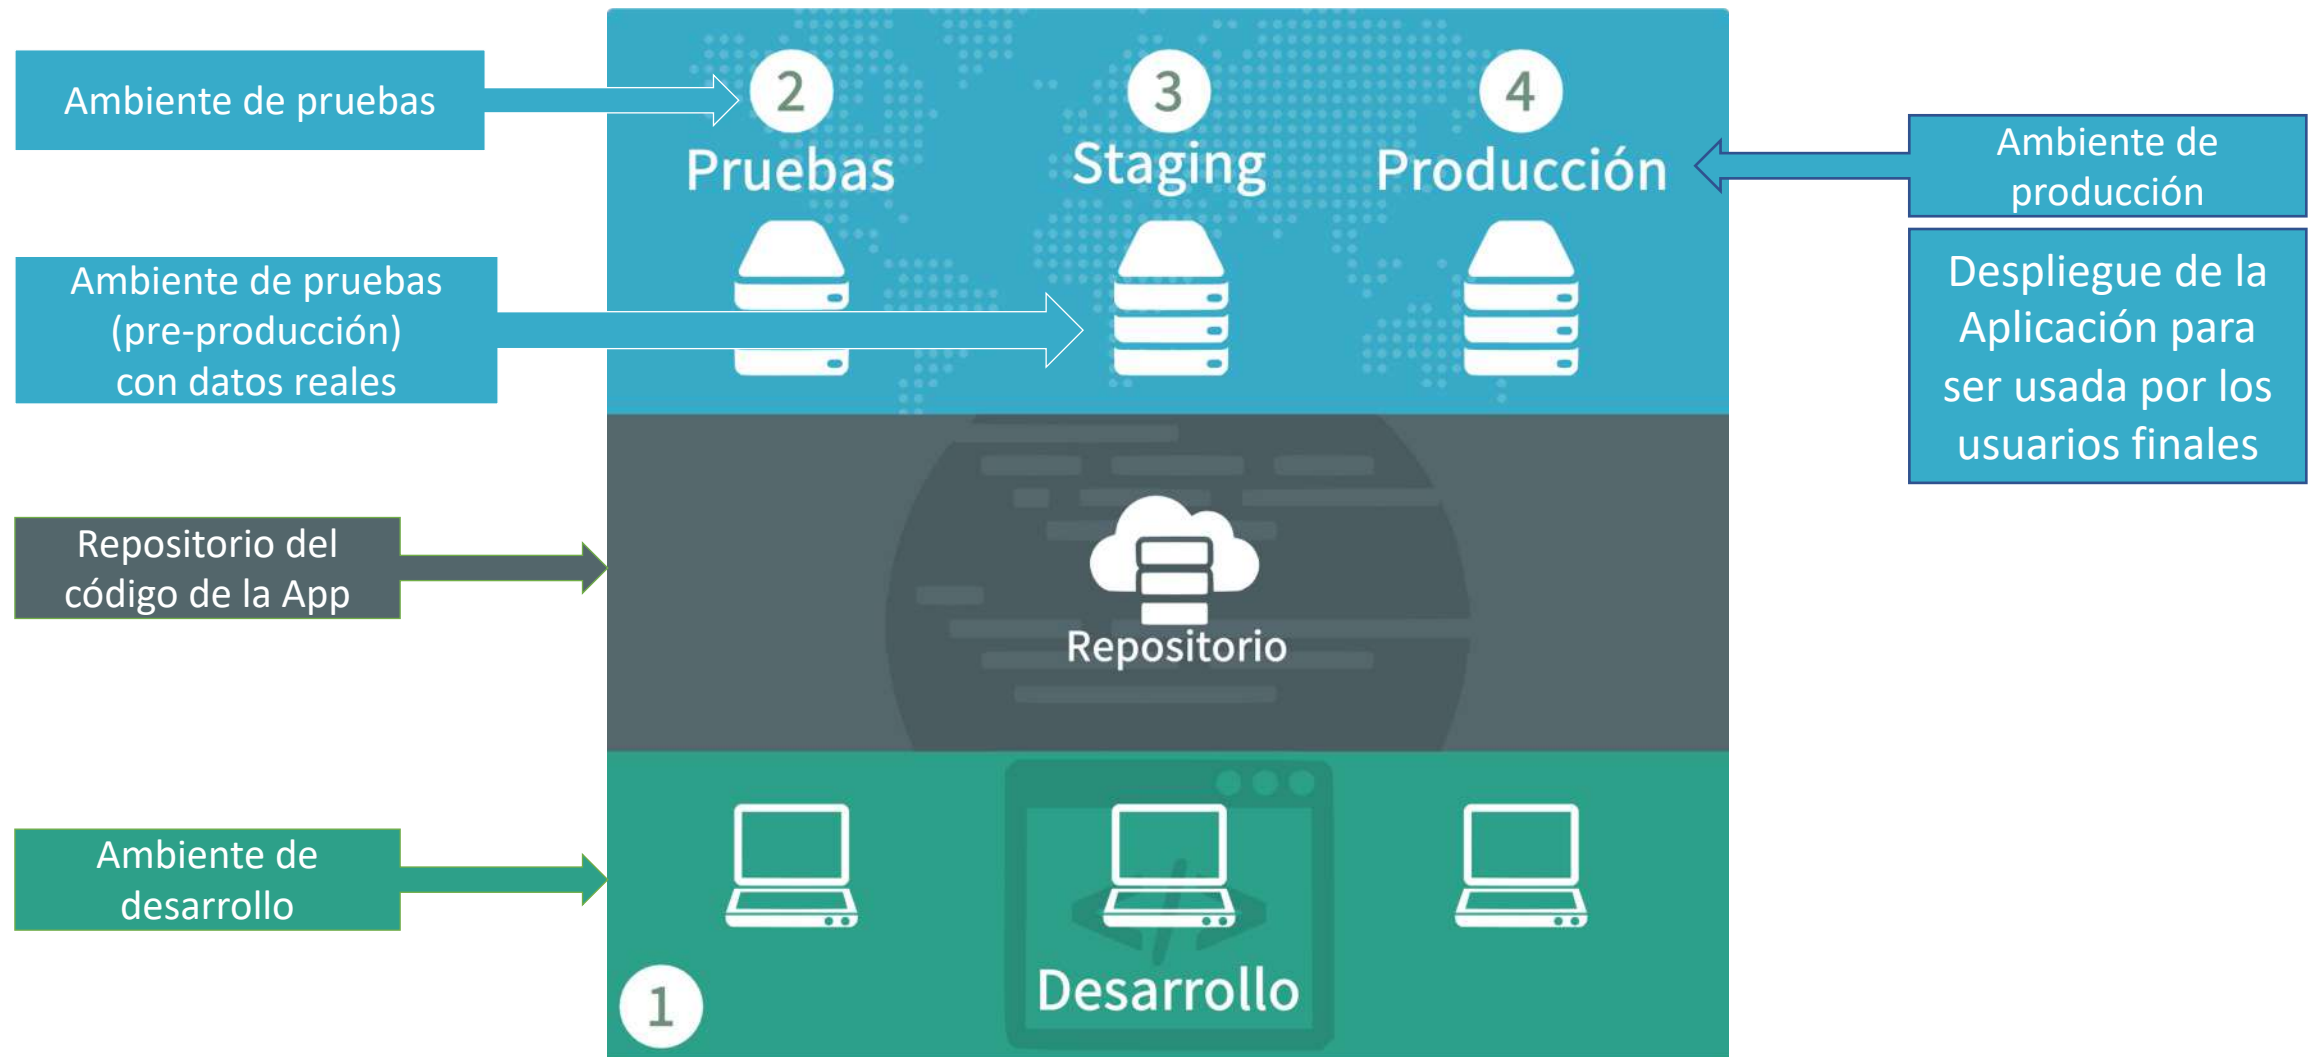 Ambiente de pruebas
Ambiente de pruebas
(pre-producción)
con datos reales
Repositorio del
código de la App
Ambiente de
desarrollo
2
Pruebas
3
Staging
4
Producción
Repositorio
Desarrollo
1
Ambiente de
producción
Despliegue de la
Aplicación para
ser usada por los
usuarios finales